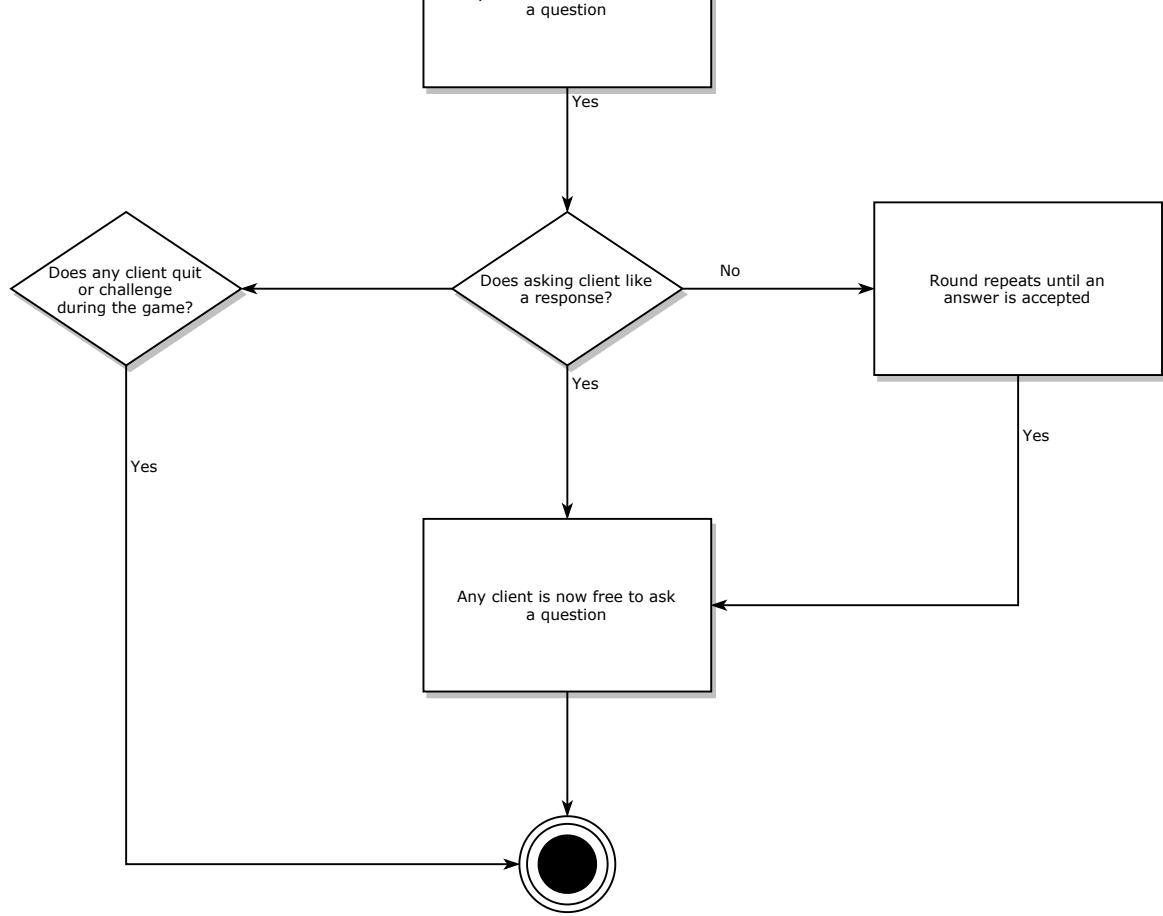 a question
Yes
Does any client quit
or challenge
during the game?
Does asking client like
a response?
No
Round repeats until an
answer is accepted
Yes
Yes
Yes
Any client is now free to ask
a question